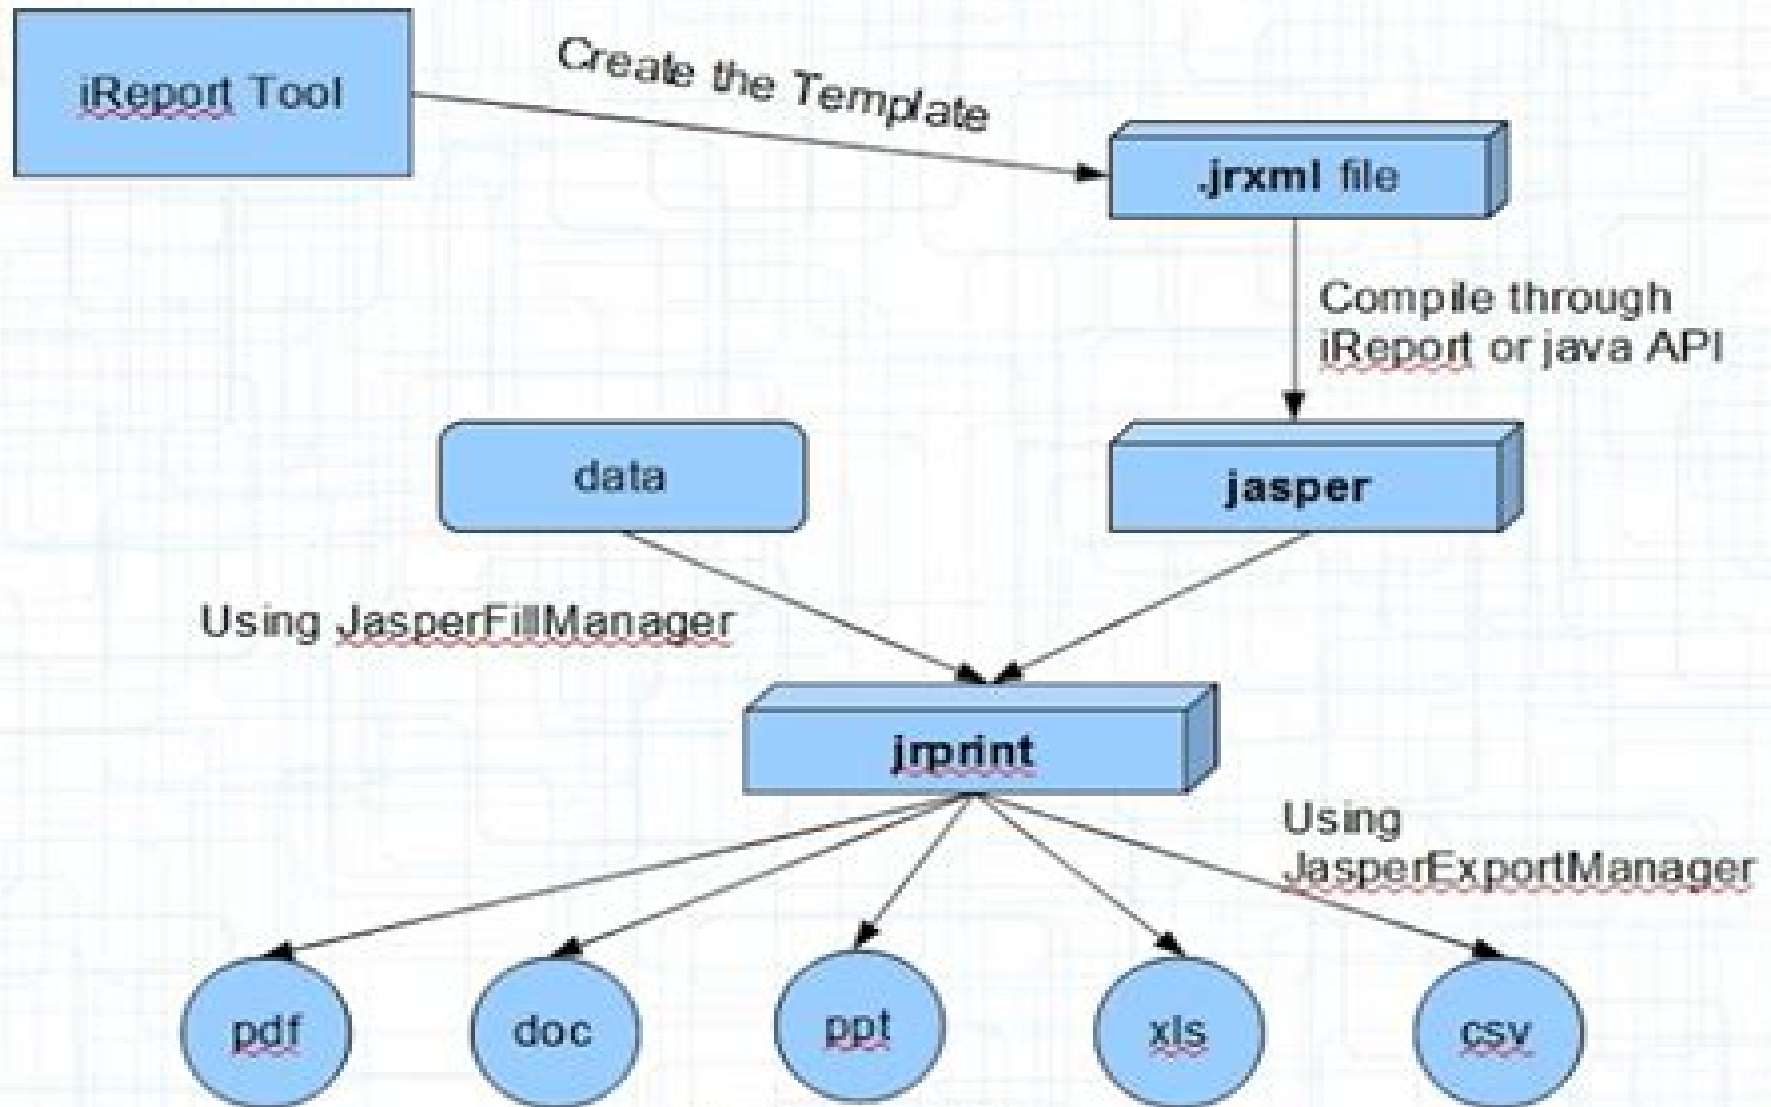 iReport Tool
Create the Template
.jrxml file
Compile through
iReport or java API
data
jasper
Using JasperFillManager
jrprint
Using
JasperExportManager
pdf
doc
ppt
xls
csv